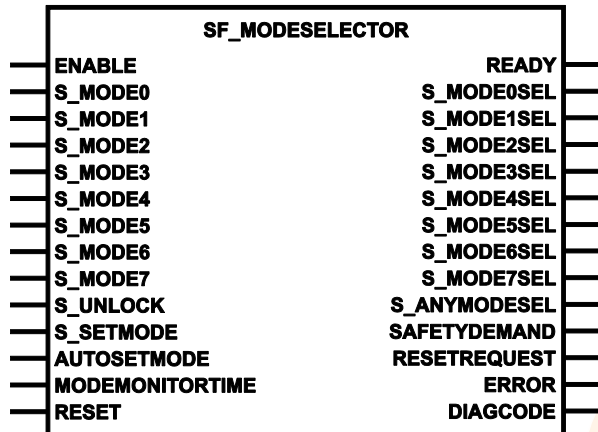 SF_MODESELECTOR
ENABLE READY
S_MODE0 S_MODE0SEL
S_MODE1 S_MODE1SEL
S_MODE2 S_MODE2SEL
S_MODE3 S_MODE3SEL
S_MODE4 S_MODE4SEL
S_MODE5 S_MODE5SEL
S_MODE6 S_MODE6SEL
S_MODE7 S_MODE7SEL
S_UNLOCK S_ANYMODESEL
S_SETMODE SAFETYDEMAND
AUTOSETMODE RESETREQUEST
MODEMONITORTIME ERROR
RESET DIAGCODE